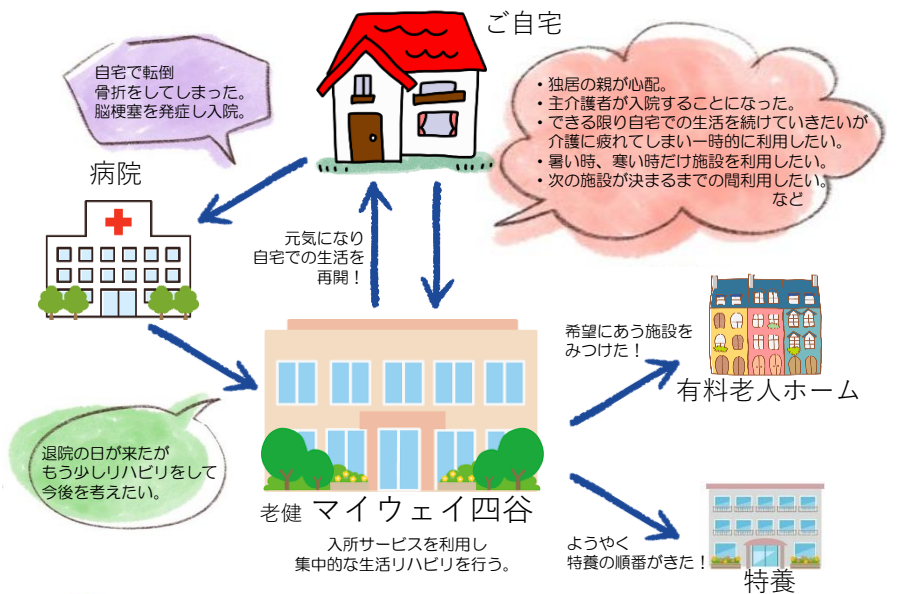 ご自宅
自宅で転倒
骨折をしてしまった。
脳梗塞を発症し入院。
・独居の親が心配。
・主介護者が入院することになった。
・できる限り自宅での生活を続けていきたいが
介護に疲れてしまい一時的に利用したい。
・暑い時、寒い時だけ施設を利用したい。
・次の施設が決まるまでの間利用したい。
など
病院
元気になり
自宅での生活を
再開！
希望にあう施設を
みつけた！
有料老人ホーム
退院の日が来たが
もう少しリハビリをして
今後を考えたい。
老健 マイウェイ四谷
入所サービスを利用し
集中的な生活リハビリを行う。
ようやく
特養の順番がきた！
特養